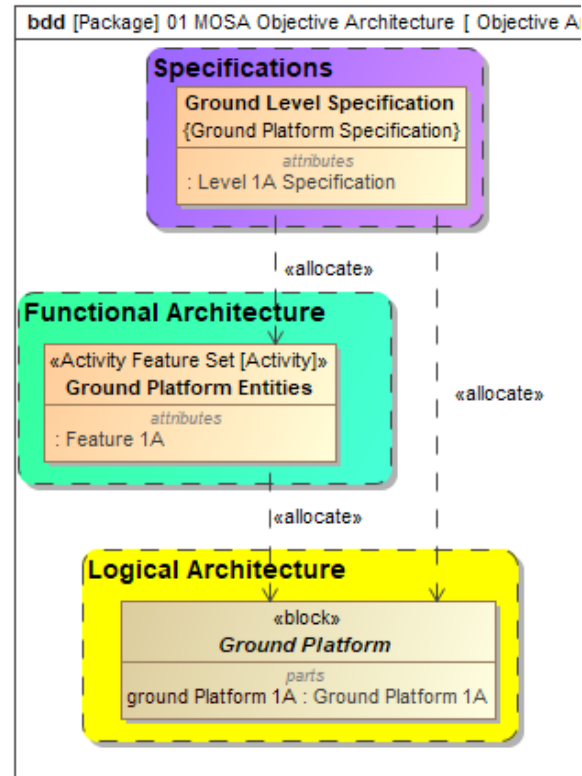 bdd [Package] 01 MOSA Objective Architecture [ Objective
Specifications
Ground Level Specification
{Ground Platform Specification}
attributes
: Level 1A Specification
«allocate»
Functional Architecture
«Activity Feature Set [Activity]»
Ground Platform Entities
attributes
: Feature 1A
«allocate»
«allocate»
Logical Architecture
«block»
Ground Platform
parts
ground Platform 1A : Ground Platform 1A